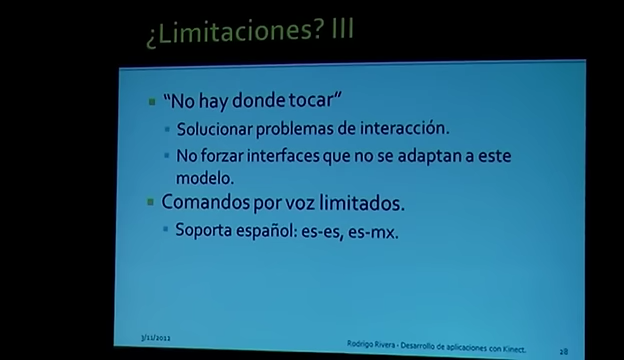 ¿Limitaciones? III
"No hay donde tocar"
Solucionar problemas de interacción.
No forzar interfaces que no se adaptan a este
modelo.
Comandos por voz limitados.
Soporta español: es-es, es-mx.
3/11/2012
Rodrigo Rivera - Desarrollo de aplicaciones con Kinect.
28